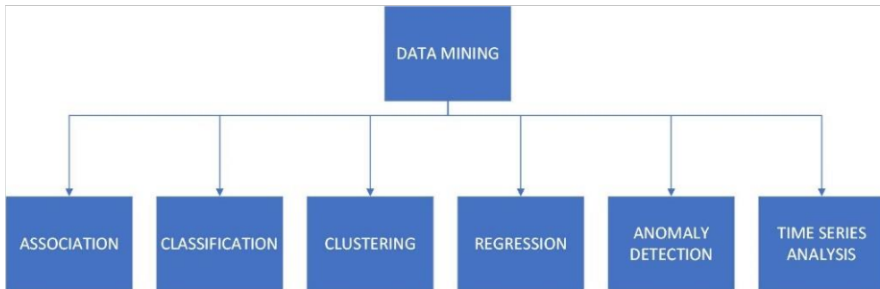 DATA MINING
ASSOCIATION
CLASSIFICATION
CLUSTERING
REGRESSION
ANOMALY
DETECTION
TIME SERIES
ANALYSIS